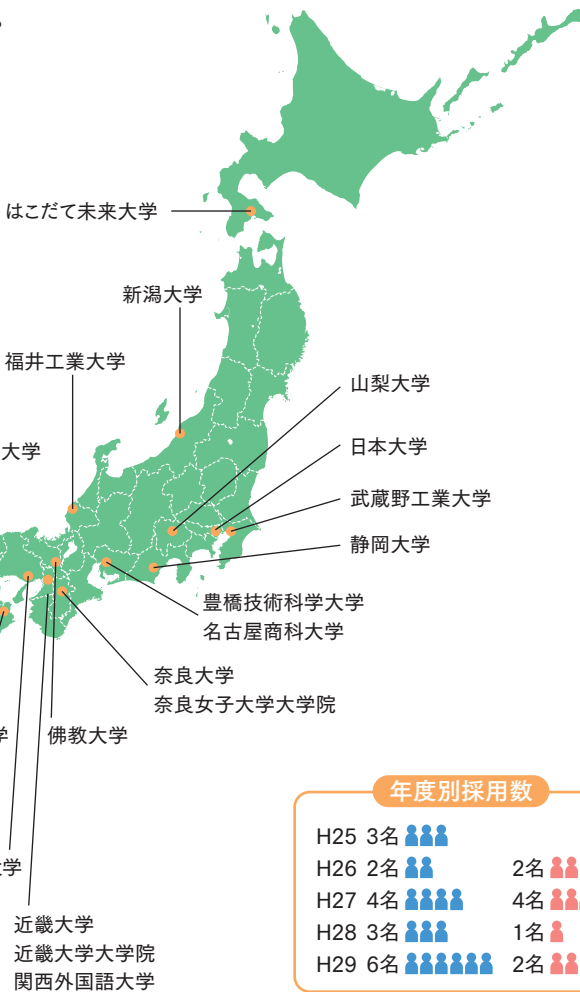 はこだて未来大学
新潟大学
福井工業大学
山梨大学
大学
日本大学
武蔵野工業大学
静岡大学
豊橋技術科学大学
名古屋商科大学
奈良大学
奈良女子大学大学院
佛教大学
学
近畿大学
近畿大学大学院
関西外国語大学
年度別採用数
H25 3名
H26 2名 2名
H27 4名 4名
H28 3名 1名
H29 6名 2名